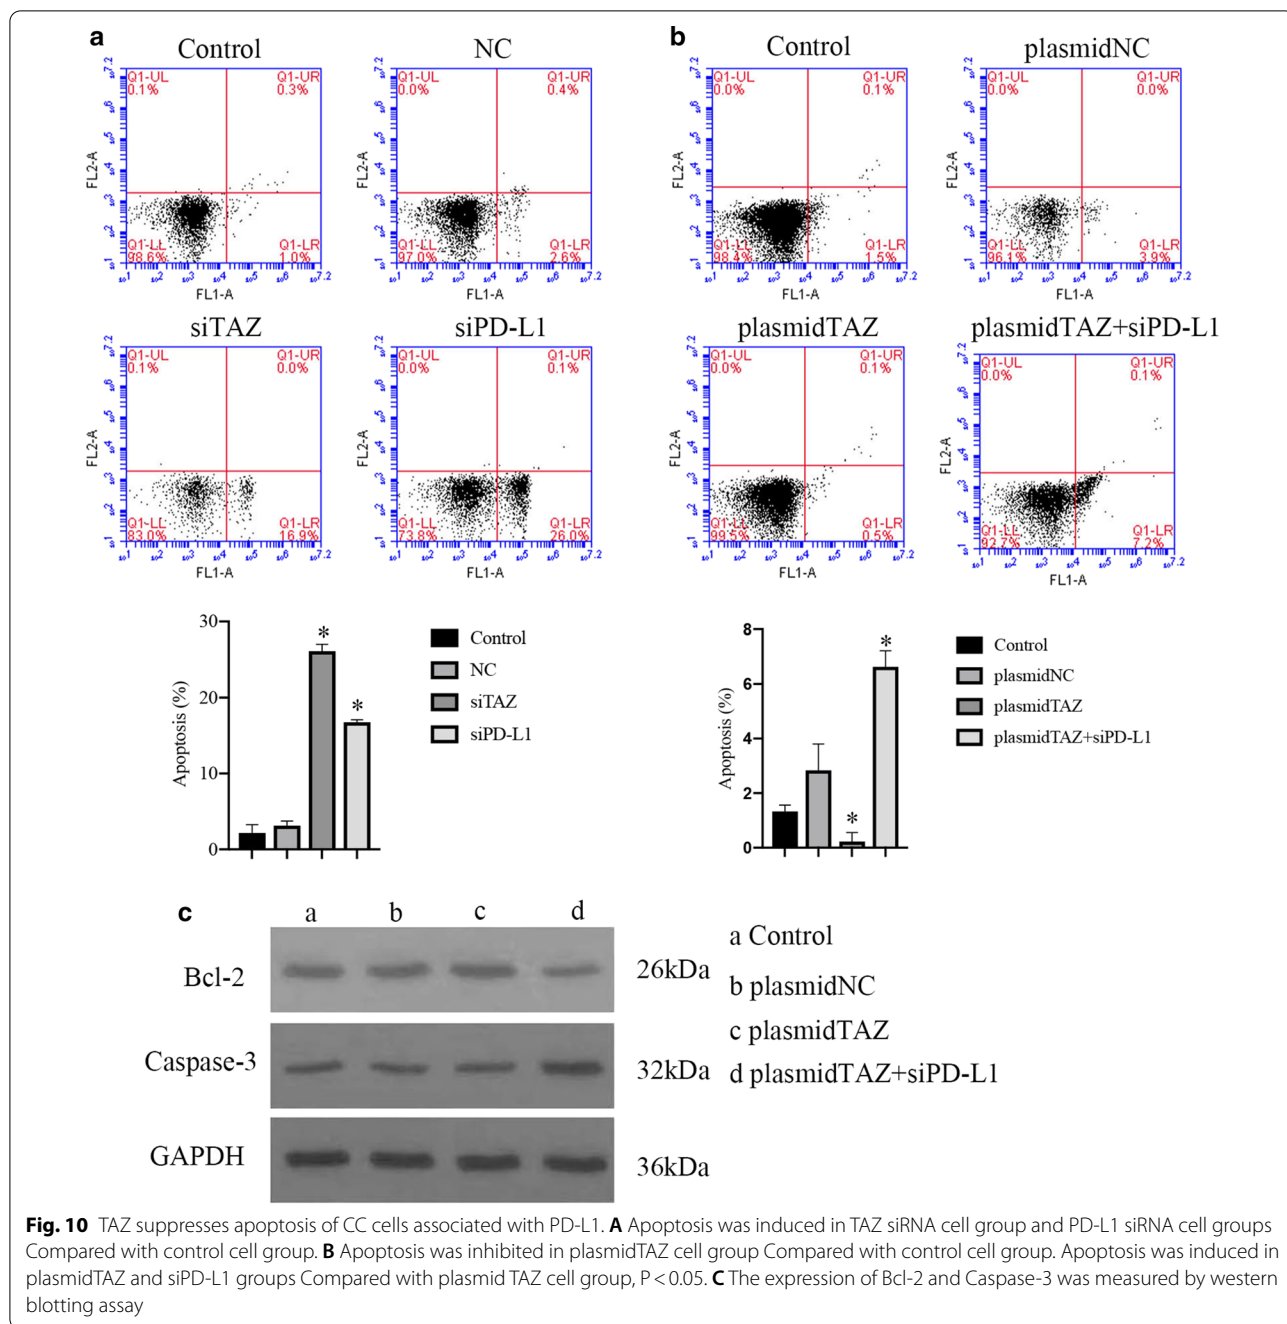 a
b
Control
NC
Control
plasmidNC
Q1-UL
0.1%
Q1-UR
0.3%
Q1-LL
98.6%
Q1-LR
1.0%
FL2-A
FL1-A
Q1-UL
0.0%
Q1-UR
0.4%
Q1-LL
97.0%
Q1-LR
2.6%
FL1-A
Q1-UL
0.0%
Q1-UR
0.1%
Q1-LL
98.4%
Q1-LR
1.5%
FL2-A
FL1-A
Q1-UL
0.0%
Q1-UR
0.0%
Q1-LL
96.1%
Q1-LR
3.9%
FL1-A
siTAZ
siPD-L1
plasmidTAZ
plasmidTAZ+siPD-L1
Q1-UL
0.1%
Q1-UR
0.0%
Q1-LL
83.0%
Q1-LR
16.9%
FL2-A
FL1-A
Q1-UL
0.0%
Q1-UR
0.1%
Q1-LL
73.8%
Q1-LR
26.0%
FL1-A
Q1-UL
0.0%
Q1-UR
0.1%
Q1-LL
99.5%
Q1-LR
0.5%
FL2-A
FL1-A
Q1-UL
0.0%
Q1-UR
0.1%
Q1-LL
92.7%
Q1-LR
7.2%
FL1-A
Apoptosis (%)
30
20
10
0
*
*
Control
NC
siTAZ
siPD-L1
Apoptosis (%)
8
6
4
2
0
*
*
Control
plasmidNC
plasmidTAZ
plasmidTAZ+siPD-L1
c
a b c d
Bcl-2
26kDa
Caspase-3
32kDa
GAPDH
36kDa
a Control
b plasmidNC
c plasmidTAZ
d plasmidTAZ+siPD-L1
Fig. 10 TAZ suppresses apoptosis of CC cells associated with PD-L1. A Apoptosis was induced in TAZ siRNA cell group and PD-L1 siRNA cell groups
Compared with control cell group. B Apoptosis was inhibited in plasmidTAZ cell group Compared with control cell group. Apoptosis was induced in
plasmidTAZ and siPD-L1 groups Compared with plasmid TAZ cell group, P < 0.05. C The expression of Bcl-2 and Caspase-3 was measured by western
blotting assay